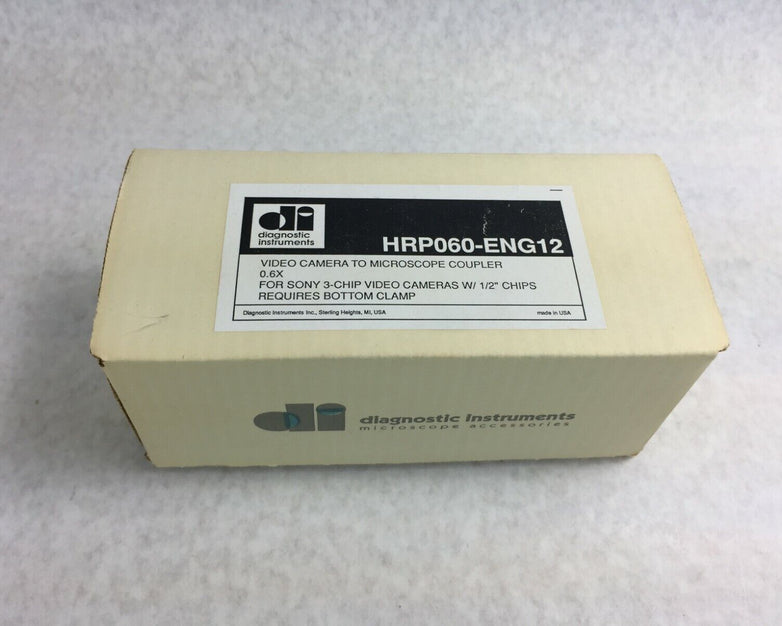 di
diagnostic
instruments
HRP060-ENG12
VIDEO CAMERA TO MICROSCOPE COUPLER
0.6X
FOR SONY 3-CHIP VIDEO CAMERAS W/ 1/2" CHIPS
REQUIRES BOTTOM CLAMP
Diagnostic Instruments Inc., Sterling Heights, MI, USA made in USA
di diagnostic instruments
microscope accessories